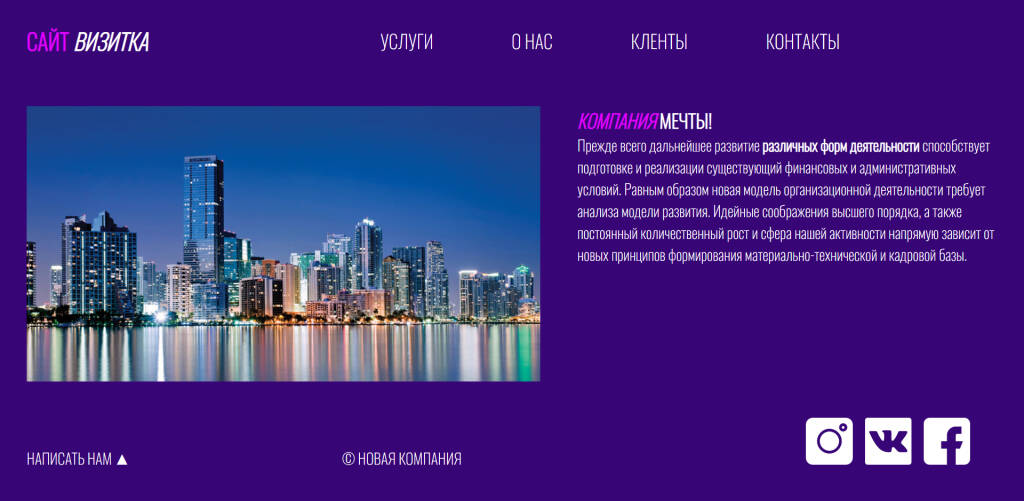 САЙТ ВИЗИТКА УСЛУГИ О НАС КЛЕНТЫ КОНТАКТЫ
КОМПАНИЯ МЕЧТЫ!
Прежде всего дальнейшее развитие различных форм деятельности способствует
подготовке и реализации существующий финансовых и административных
условий. Равным образом новая модель организационной деятельности требует
анализа модели развития. Идейные соображения высшего порядка, а также
постоянный количественный рост и сфера нашей активности напрямую зависит от
новых принципов формирования материально-технической и кадровой базы.
НАПИСАТЬ НАМ ▲ © НОВАЯ КОМПАНИЯ